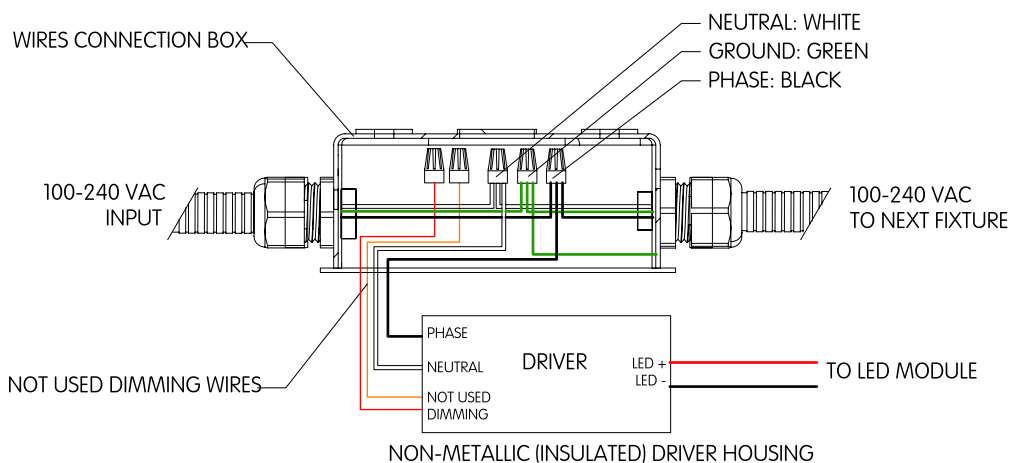 NEUTRAL: WHITE
WIRES CONNECTION BOX
GROUND: GREEN
PHASE: BLACK
100-240 VAC
INPUT
100-240 VAC
TO NEXT FIXTURE
PHASE
NEUTRAL
NOT USED
DIMMING
DRIVER
LED +
LED -
TO LED MODULE
NOT USED DIMMING WIRES
NON-METALLIC (INSULATED) DRIVER HOUSING